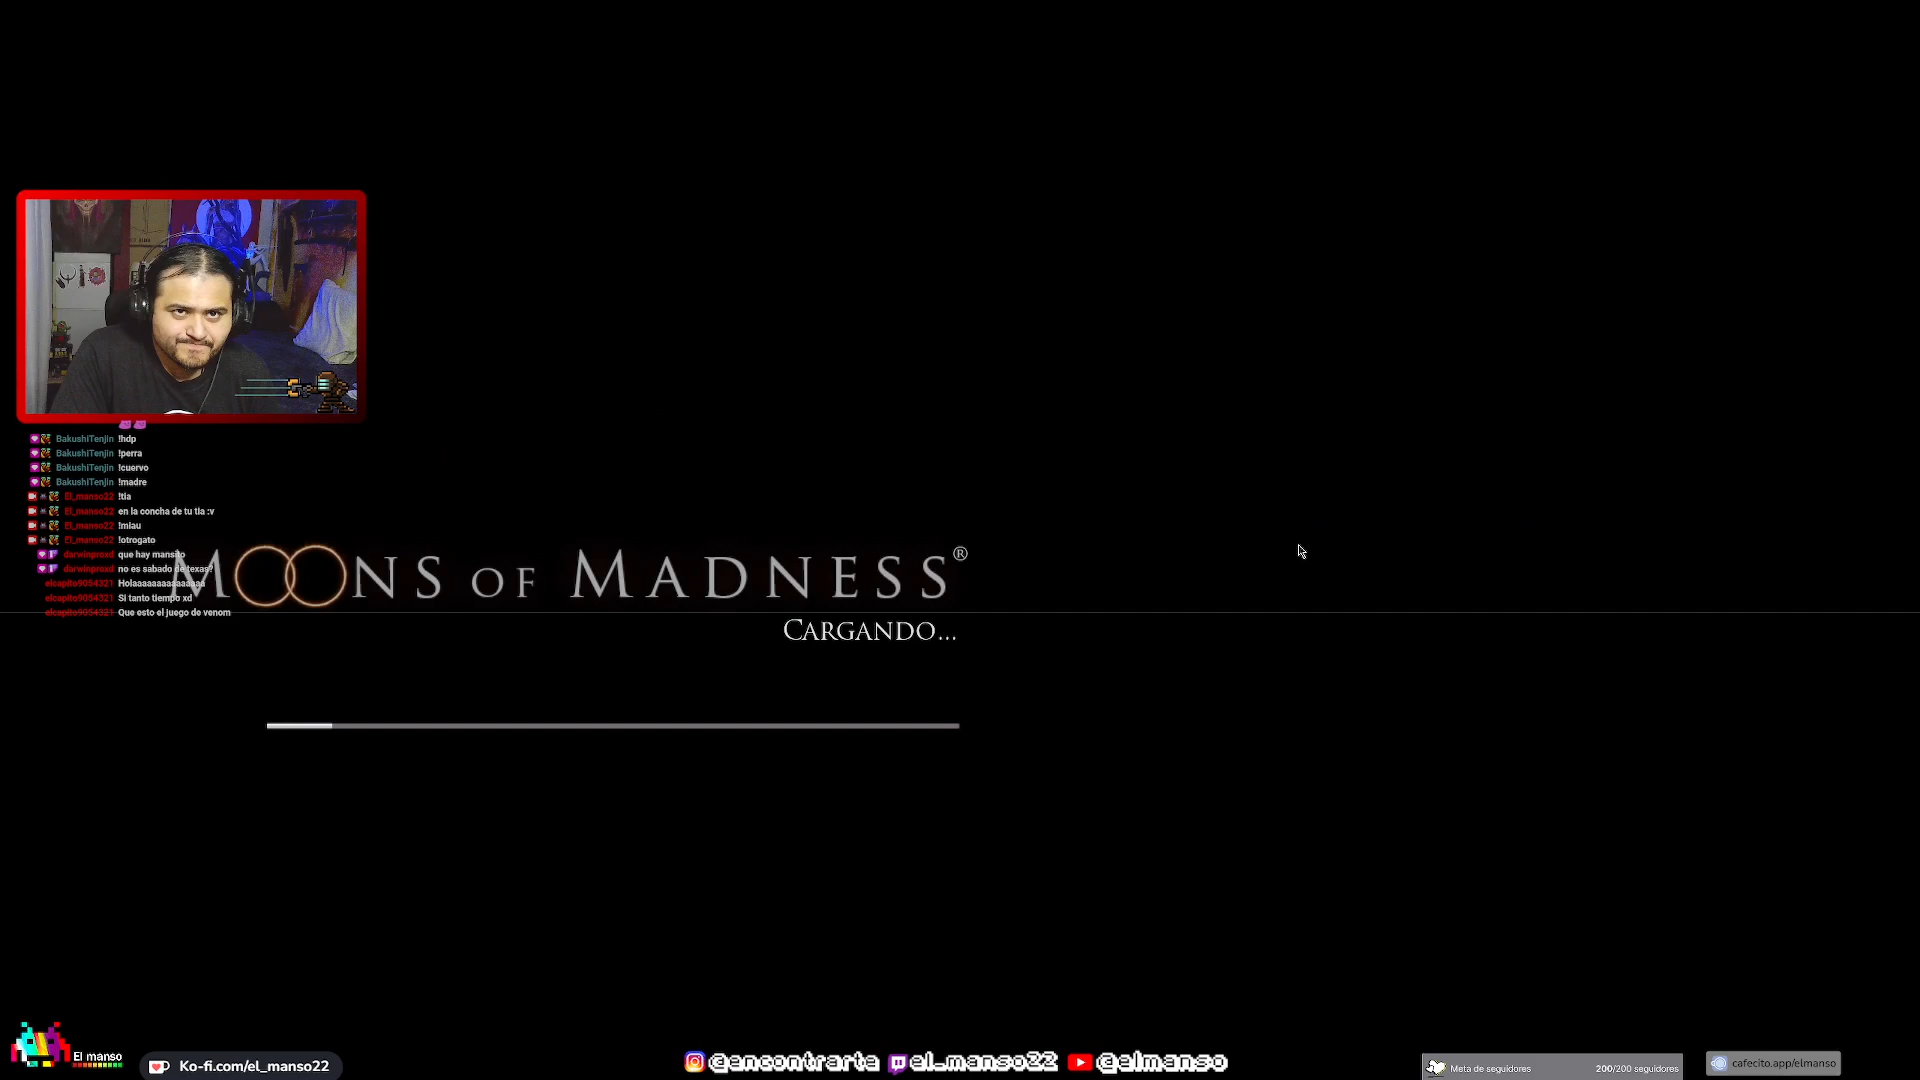 BakushiTenjin !hdp
BakushiTenjin !perra
BakushiTenjin !cuervo
BakushiTenjin !madre
El_manso22 !tia
El_manso22 en la concha de tu tia :v
El_manso22 !miau
El_manso22 !otrogato
darwinproxd que hay mansito
darwinproxd no es sabado de texas?
elcapito9054321 Holaaaaaaaaaaaaaaa
elcapito9054321 Si tanto tiempo xd
elcapito9054321 Que esto el juego de venom
MOONS OF MADNESS®
CARGANDO...
El manso
Ko-fi.com/el_manso22
@encontrarta el_manso22 @elmanso
Meta de seguidores 200/200 seguidores
cafecito.app/elmanso